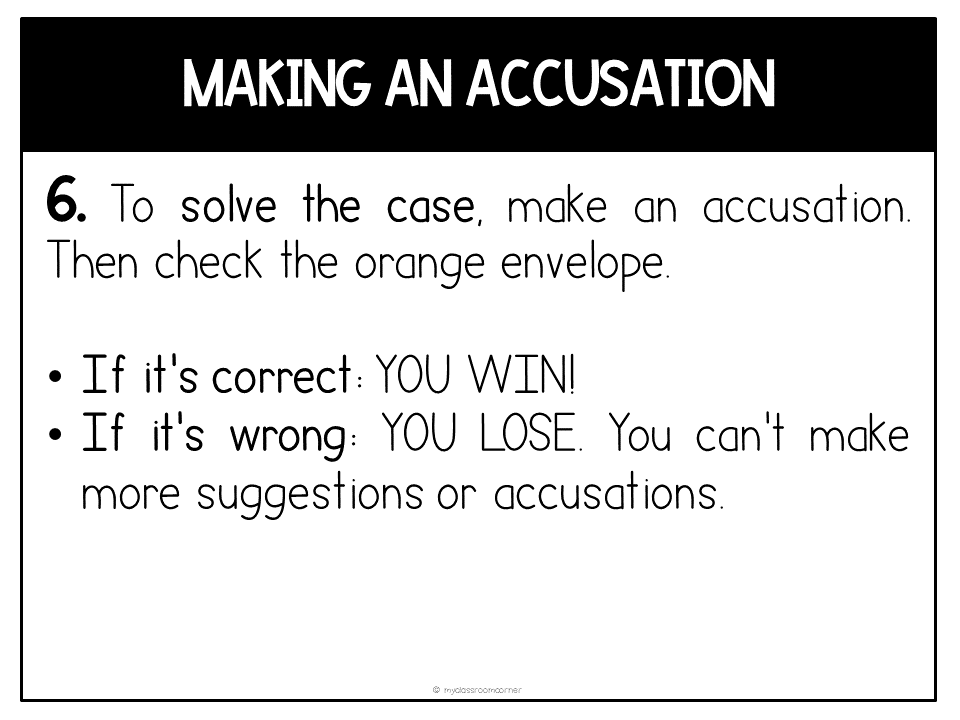 MAKING AN ACCUSATION
6. To solve the case, make an accusation.
Then check the orange envelope.
• If it's correct: YOU WIN!
• If it's wrong: YOU LOSE. You can't make
more suggestions or accusations.
© myclassroomcorner